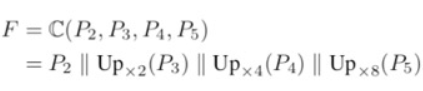 F = ℂ(P₂, P₃, P₄, P₅)
= P₂ ∥ Up×₂(P₃) ∥ Up×₄(P₄) ∥ Up×₈(P₅)